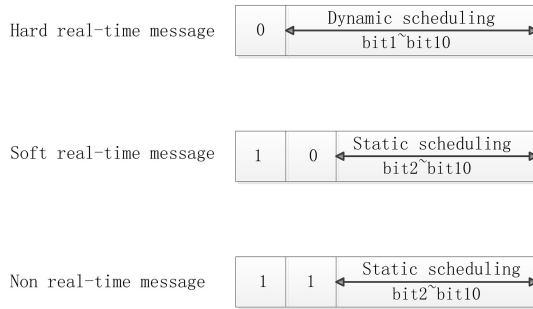 Hard real-time message 0 Dynamic scheduling
bit1~bit10
Soft real-time message 1 0 Static scheduling
bit2~bit10
Non real-time message 1 1 Static scheduling
bit2~bit10